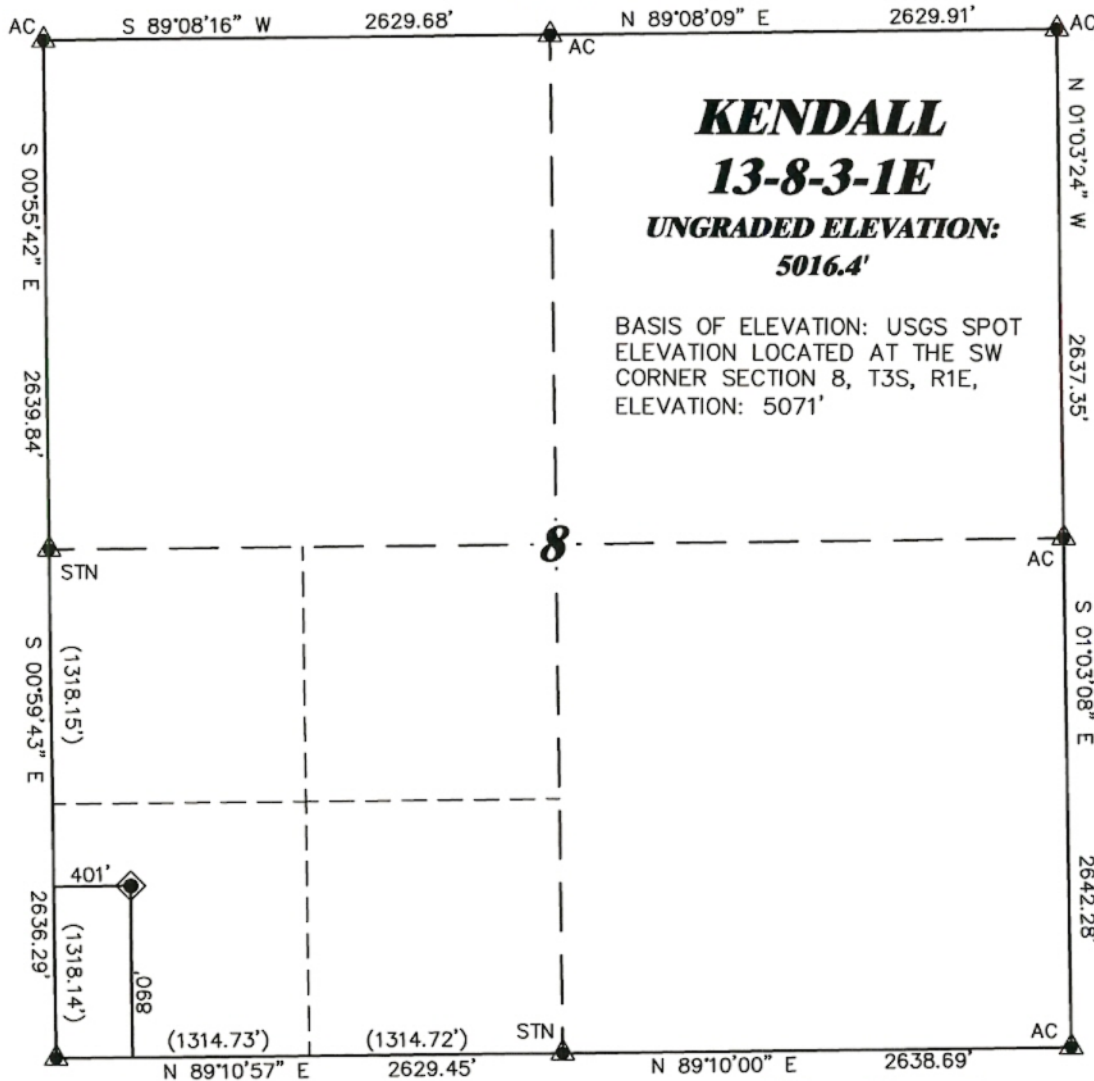 AC S 89°08'16" W 2629.68' N 89°08'09" E 2629.91' AC
AC
KENDALL
13-8-3-1E
UNGRADED ELEVATION:
5016.4'
BASIS OF ELEVATION: USGS SPOT
ELEVATION LOCATED AT THE SW
CORNER SECTION 8, T3S, R1E,
ELEVATION: 5071'
S 00°55'42" E 2639.84'
N 01°03'24" W 2637.35'
8
STN
AC
S 00°59'43" E 2636.29'
(1318.15')
(1318.14')
S 01°03'08" E 2642.28'
401'
890'
(1314.73') (1314.72') STN AC
N 89°10'57" E 2629.45' N 89°10'00" E 2638.69'